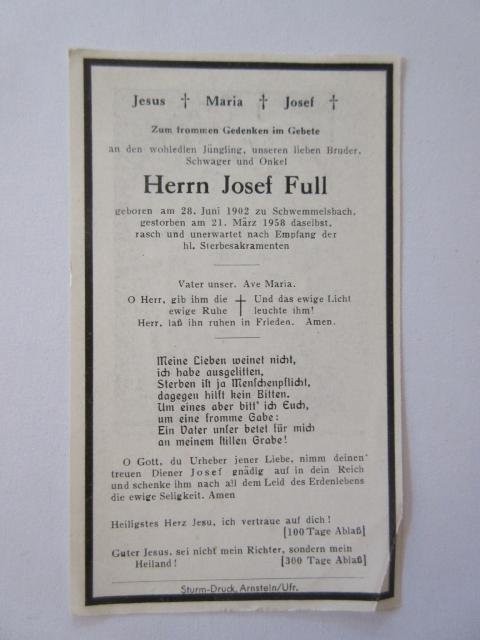 Jesus † Maria † Josef †
Zum frommen Gedenken im Gebete
an den wohledlen Jüngling, unseren lieben Bruder,
Schwager und Onkel
Herrn Josef Full
geboren am 28. Juni 1902 zu Schwemmelsbach,
gestorben am 21. März 1958 daselbst,
rasch und unerwartet nach Empfang der
hl. Sterbesakramenten
Vater unser. Ave Maria.
O Herr, gib ihm die † Und das ewige Licht
ewige Ruhe leuchte ihm!
Herr, laß ihn ruhen in Frieden. Amen.
Meine Lieben weinet nicht,
ich habe ausgelitten,
Sterben ist ja Menschenpflicht,
dagegen hilft kein Bitten.
Um eines aber bitt' ich Euch,
um eine fromme Gabe:
Ein Vater unser betet für mich
an meinem stillen Grabe!
O Gott, du Urheber jener Liebe, nimm deinen
treuen Diener Josef gnädig auf in dein Reich
und schenke ihm nach all dem Leid des Erdenlebens
die ewige Seligkeit. Amen
Heiligstes Herz Jesu, ich vertraue auf dich!
[100 Tage Ablaß]
Guter Jesus, sei nicht mein Richter, sondern mein
Heiland! [300 Tage Ablaß]
Sturm-Druck, Arnstein/Ufr.